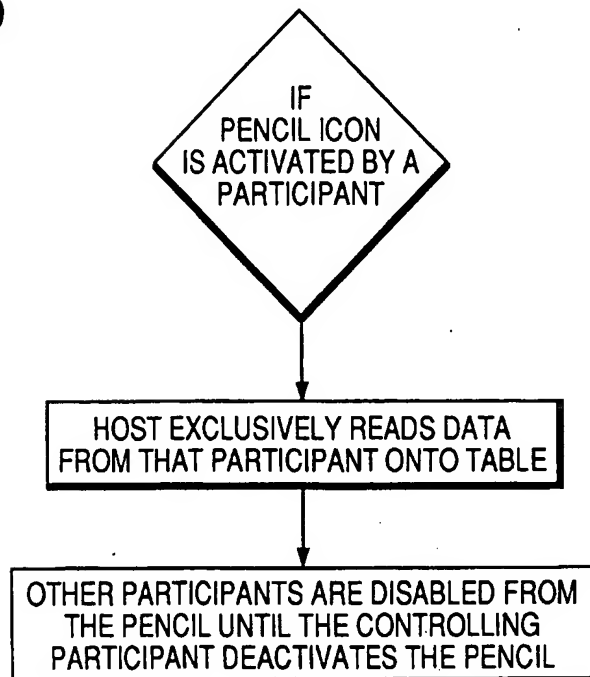 IF
PENCIL ICON
IS ACTIVATED BY A
PARTICIPANT
HOST EXCLUSIVELY READS DATA
FROM THAT PARTICIPANT ONTO TABLE
OTHER PARTICIPANTS ARE DISABLED FROM
THE PENCIL UNTIL THE CONTROLLING
PARTICIPANT DEACTIVATES THE PENCIL